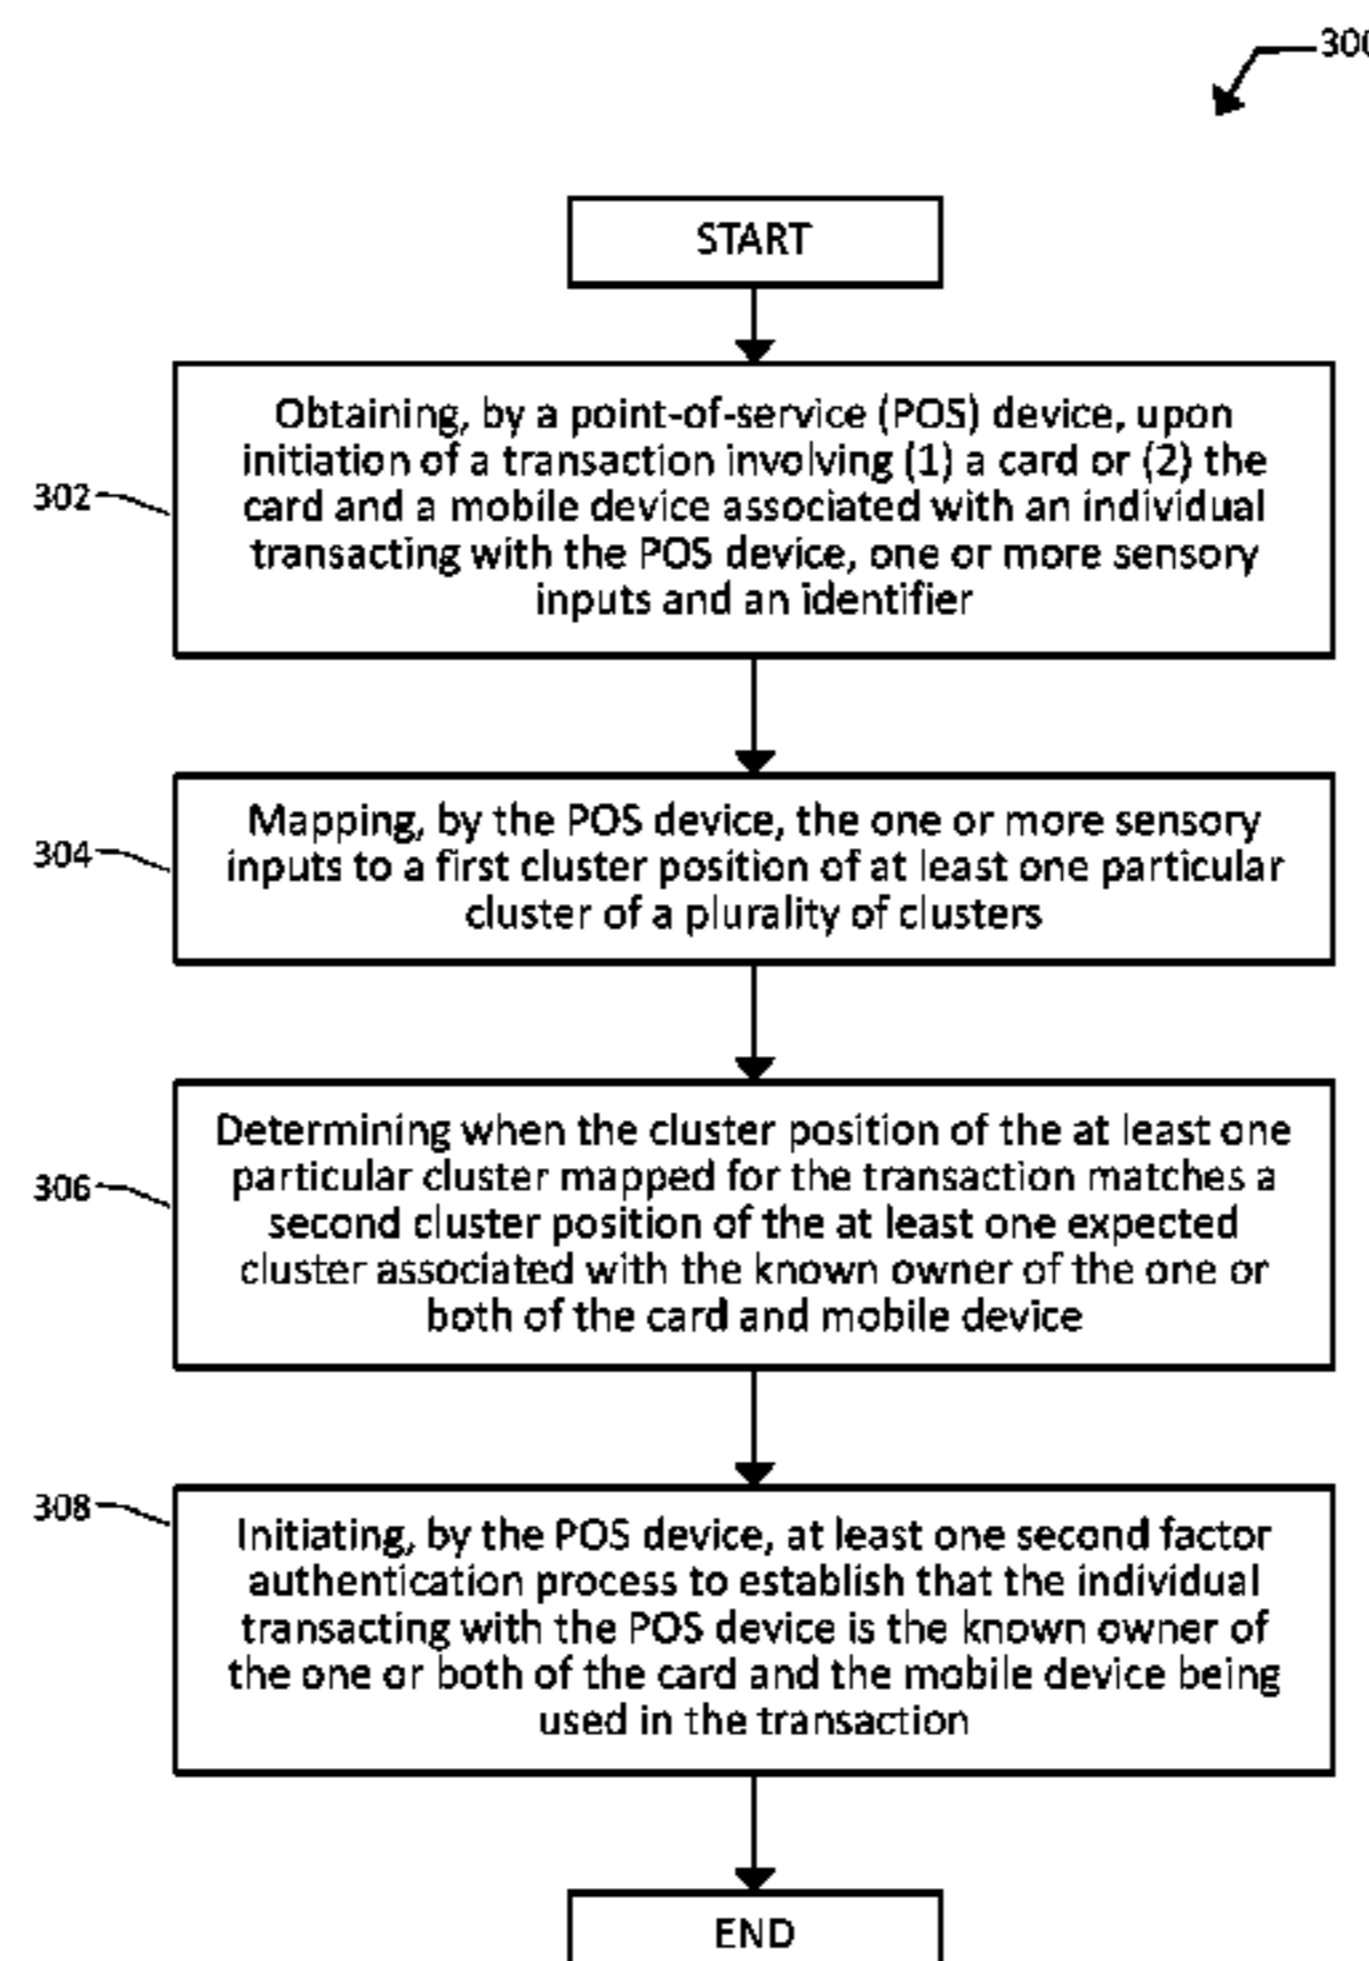 300
START
302
Obtaining, by a point-of-service (POS) device, upon
initiation of a transaction involving (1) a card or (2) the
card and a mobile device associated with an individual
transacting with the POS device, one or more sensory
inputs and an identifier
304
Mapping, by the POS device, the one or more sensory
inputs to a first cluster position of at least one particular
cluster of a plurality of clusters
306
Determining when the cluster position of the at least one
particular cluster mapped for the transaction matches a
second cluster position of the at least one expected
cluster associated with the known owner of the one or
both of the card and mobile device
308
Initiating, by the POS device, at least one second factor
authentication process to establish that the individual
transacting with the POS device is the known owner of
the one or both of the card and the mobile device being
used in the transaction
END